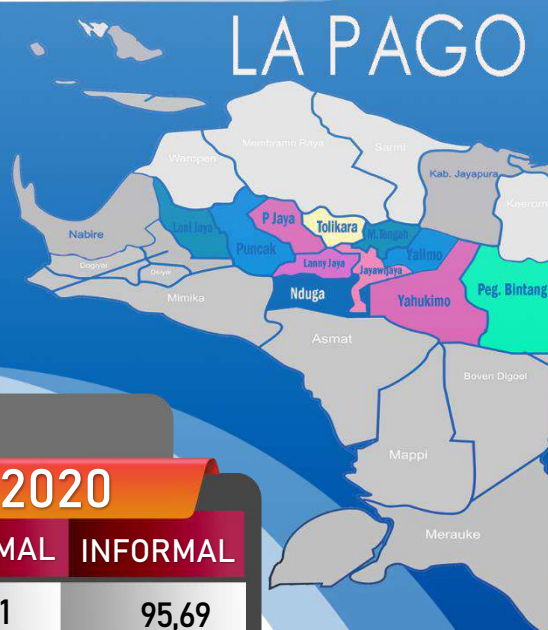 LA PAGO
Membramo Raya
Sarmi
Waropen
Kab. Jayapura
Keerom
P Jaya
Tolikara
Lani Jaya
M.Tengah
Nabire
Puncak
Yalimo
Lanny Jaya
Jayawijaya
Dogiyai
Deiyai
Peg. Bintang
Nduga
Yahukimo
Mimika
Asmat
Boven Digoel
Mappi
2020
MAL INFORMAL
Merauke
1 95,69